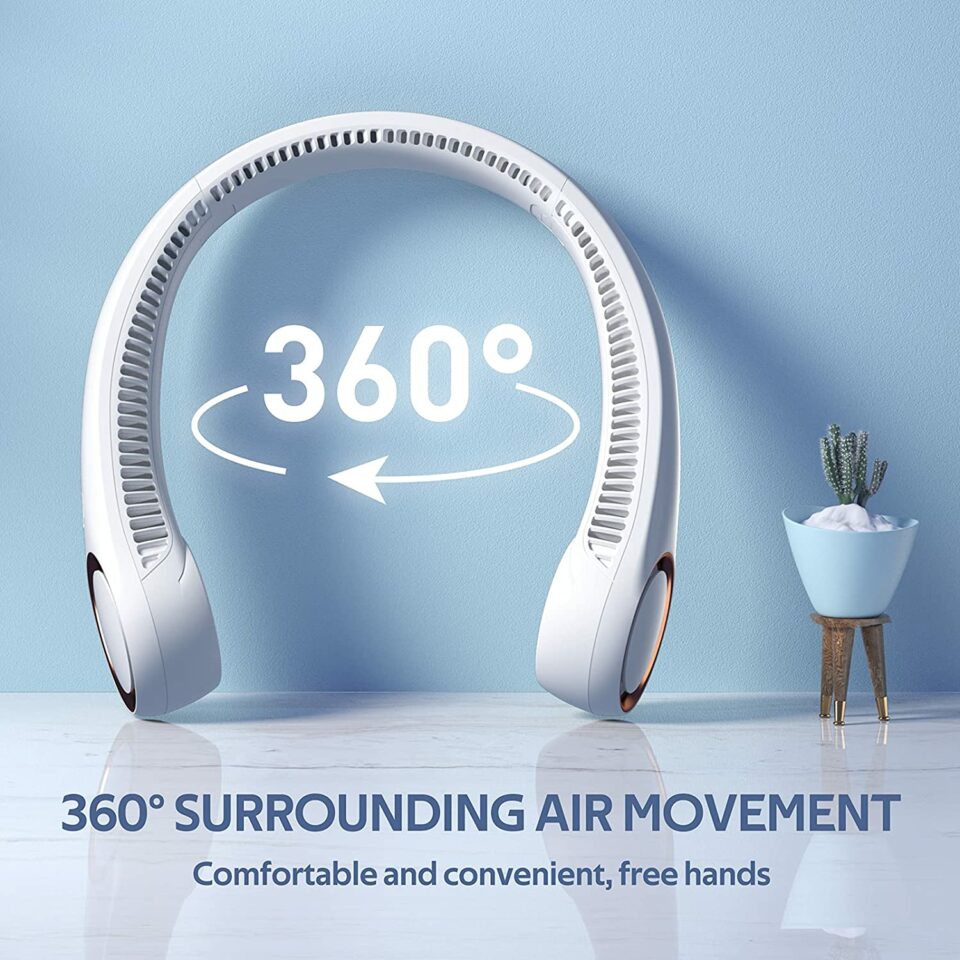 360°
360° SURROUNDING AIR MOVEMENT
Comfortable and convenient, free hands